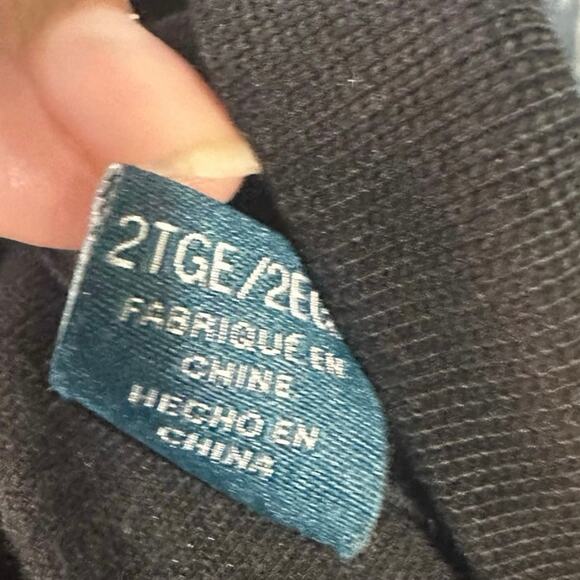 2TGE/2EG
FABRIQUÉ EN
CHINE
HECHO EN
CHINA